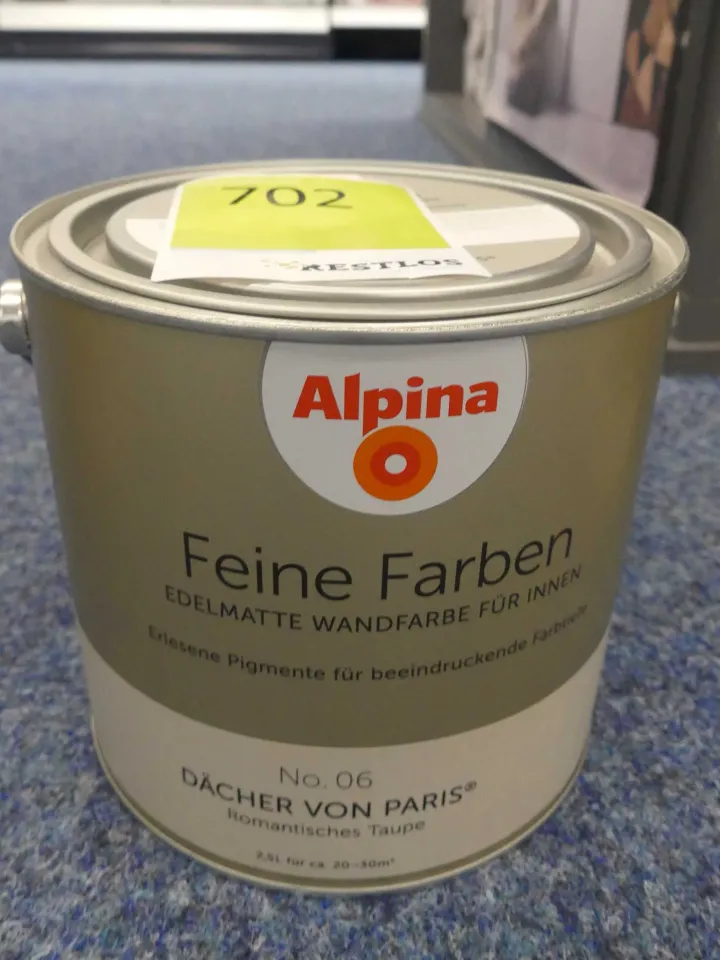 702
RESTLOS
Alpina
Feine Farben
EDELMATTE WANDFARBE FÜR INNEN
Erlesene Pigmente für beeindruckende Farbtiefe
No. 06
DÄCHER VON PARIS®
Romantisches Taupe
2,5L für ca. 20-30m²